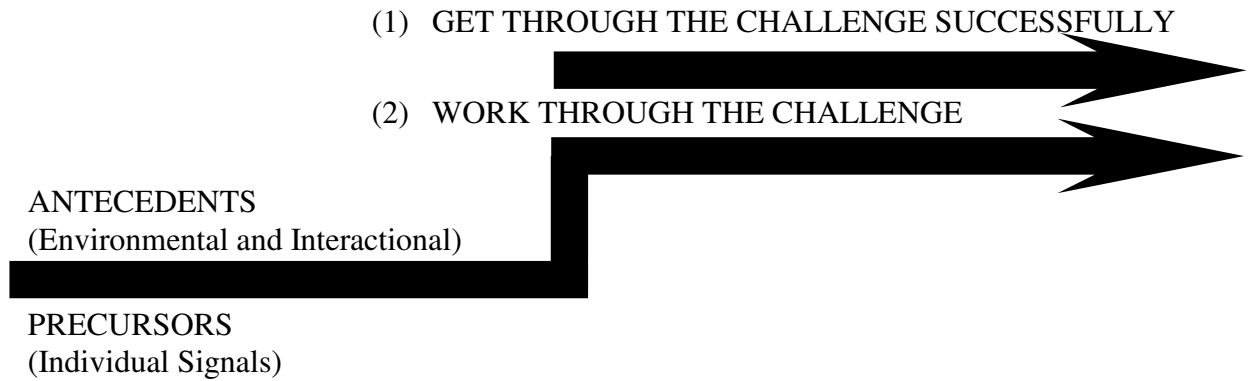 (1) GET THROUGH THE CHALLENGE SUCCESSFULLY
(2) WORK THROUGH THE CHALLENGE
ANTECEDENTS
(Environmental and Interactional)
PRECURSORS
(Individual Signals)